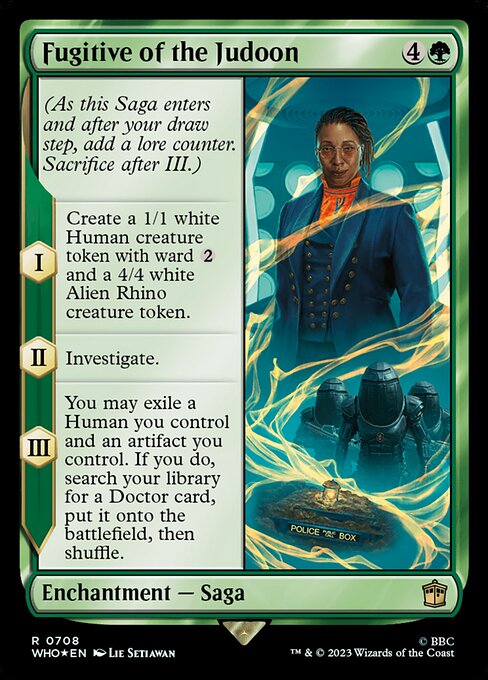 Fugitive of the Judoon 4
(As this Saga enters
and after your draw
step, add a lore counter.
Sacrifice after III.)
I
Create a 1/1 white
Human creature
token with ward 2
and a 4/4 white
Alien Rhino
creature token.
II
Investigate.
III
You may exile a
Human you control
and an artifact you
control. If you do,
search your library
for a Doctor card,
put it onto the
battlefield, then
shuffle.
POLICE BOX
Enchantment — Saga
R 0708
WHO★EN Lie Setiawan
© BBC
™ & © 2023 Wizards of the Coast